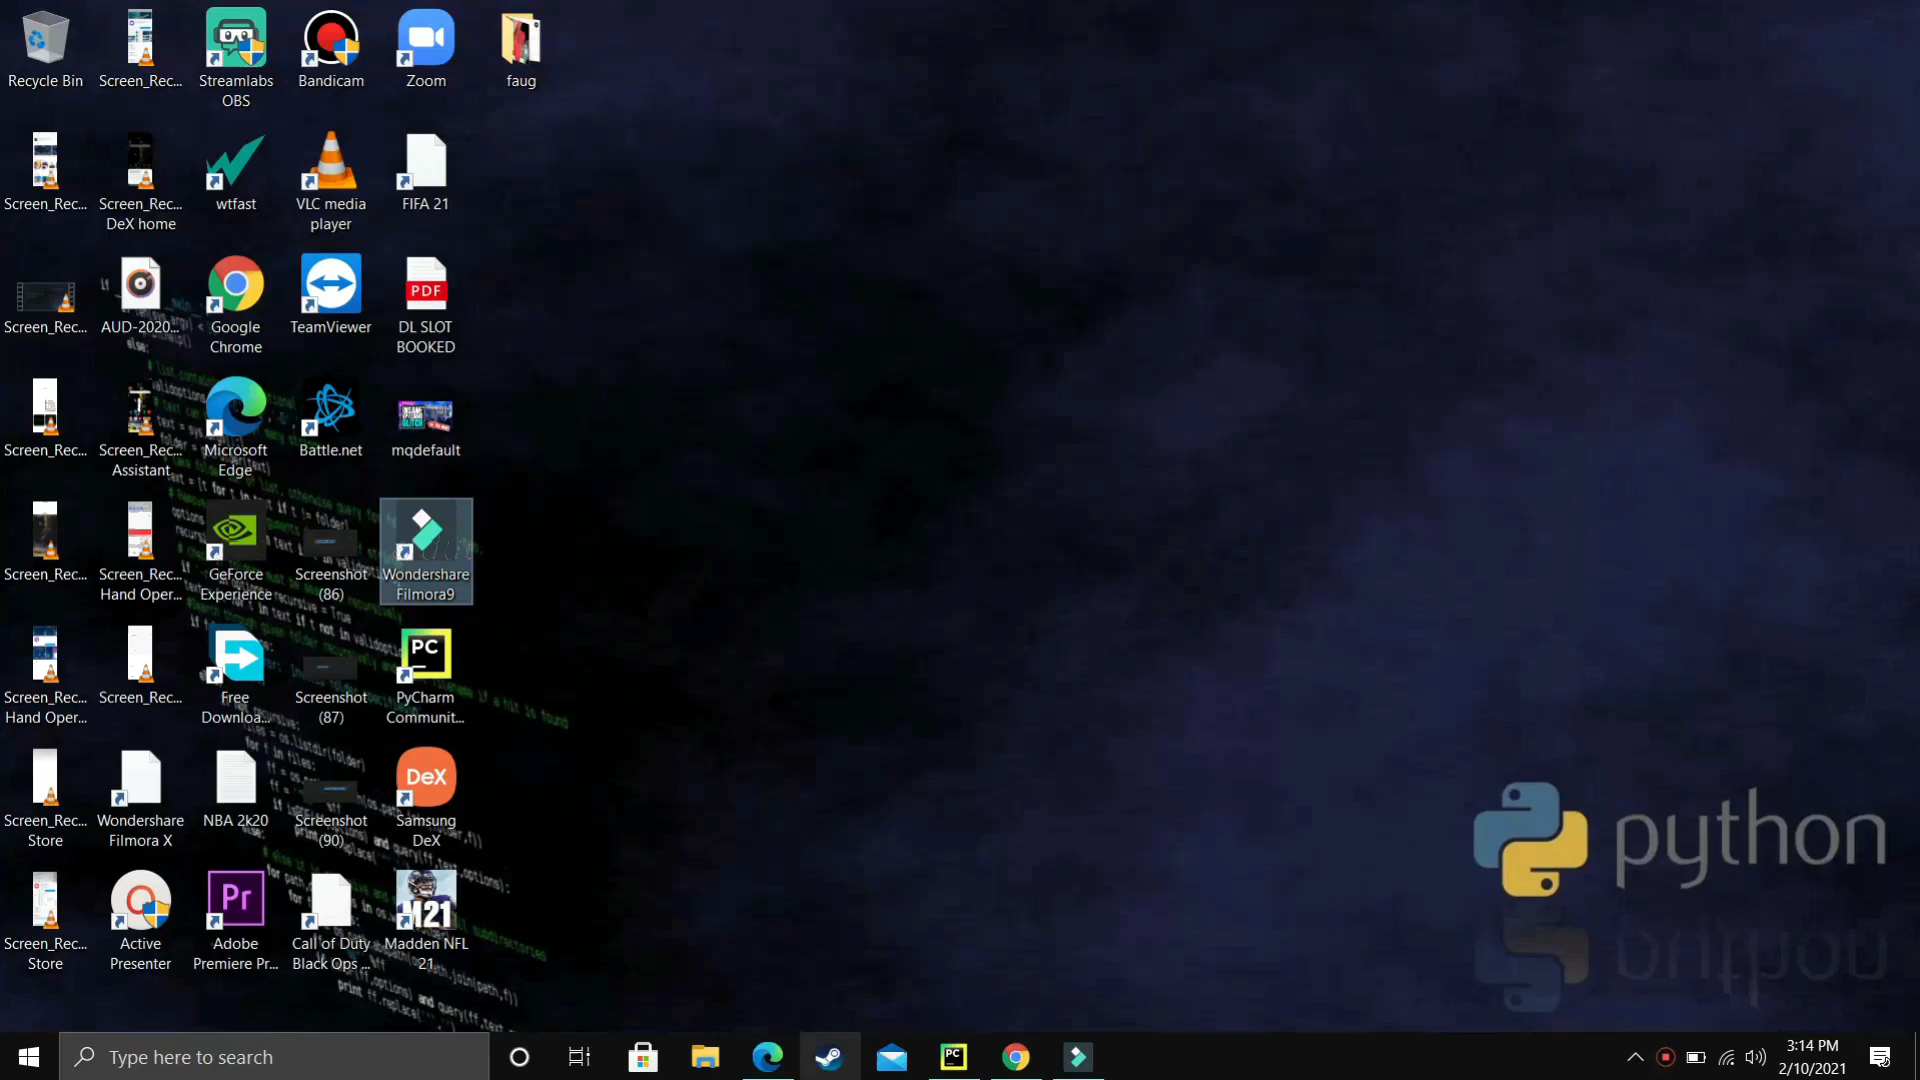 Recycle Bin
Screen_Rec...
Streamlabs
OBS
Bandicam
Zoom
faug
Screen_Rec...
Screen_Rec...
DeX home
wtfast
VLC media
player
FIFA 21
Screen_Rec...
AUD-2020...
Google
Chrome
TeamViewer
PDF
DL SLOT
BOOKED
Screen_Rec...
Screen_Rec...
Assistant
Microsoft
Edge
Battle.net
mqdefault
Screen_Rec...
Screen_Rec...
Hand Oper...
GeForce
Experience
Screenshot
(86)
Wondershare
Filmora9
Screen_Rec...
Hand Oper...
Screen_Rec...
Free
Downloa...
Screenshot
(87)
PC
PyCharm
Communit...
Screen_Rec...
Store
Wondershare
Filmora X
NBA 2k20
Screenshot
(90)
DeX
Samsung
DeX
Screen_Rec...
Store
Active
Presenter
Pr
Adobe
Premiere Pr...
Call of Duty
Black Ops ...
M21
Madden NFL
21
python
Type here to search
PC
3:14 PM
2/10/2021